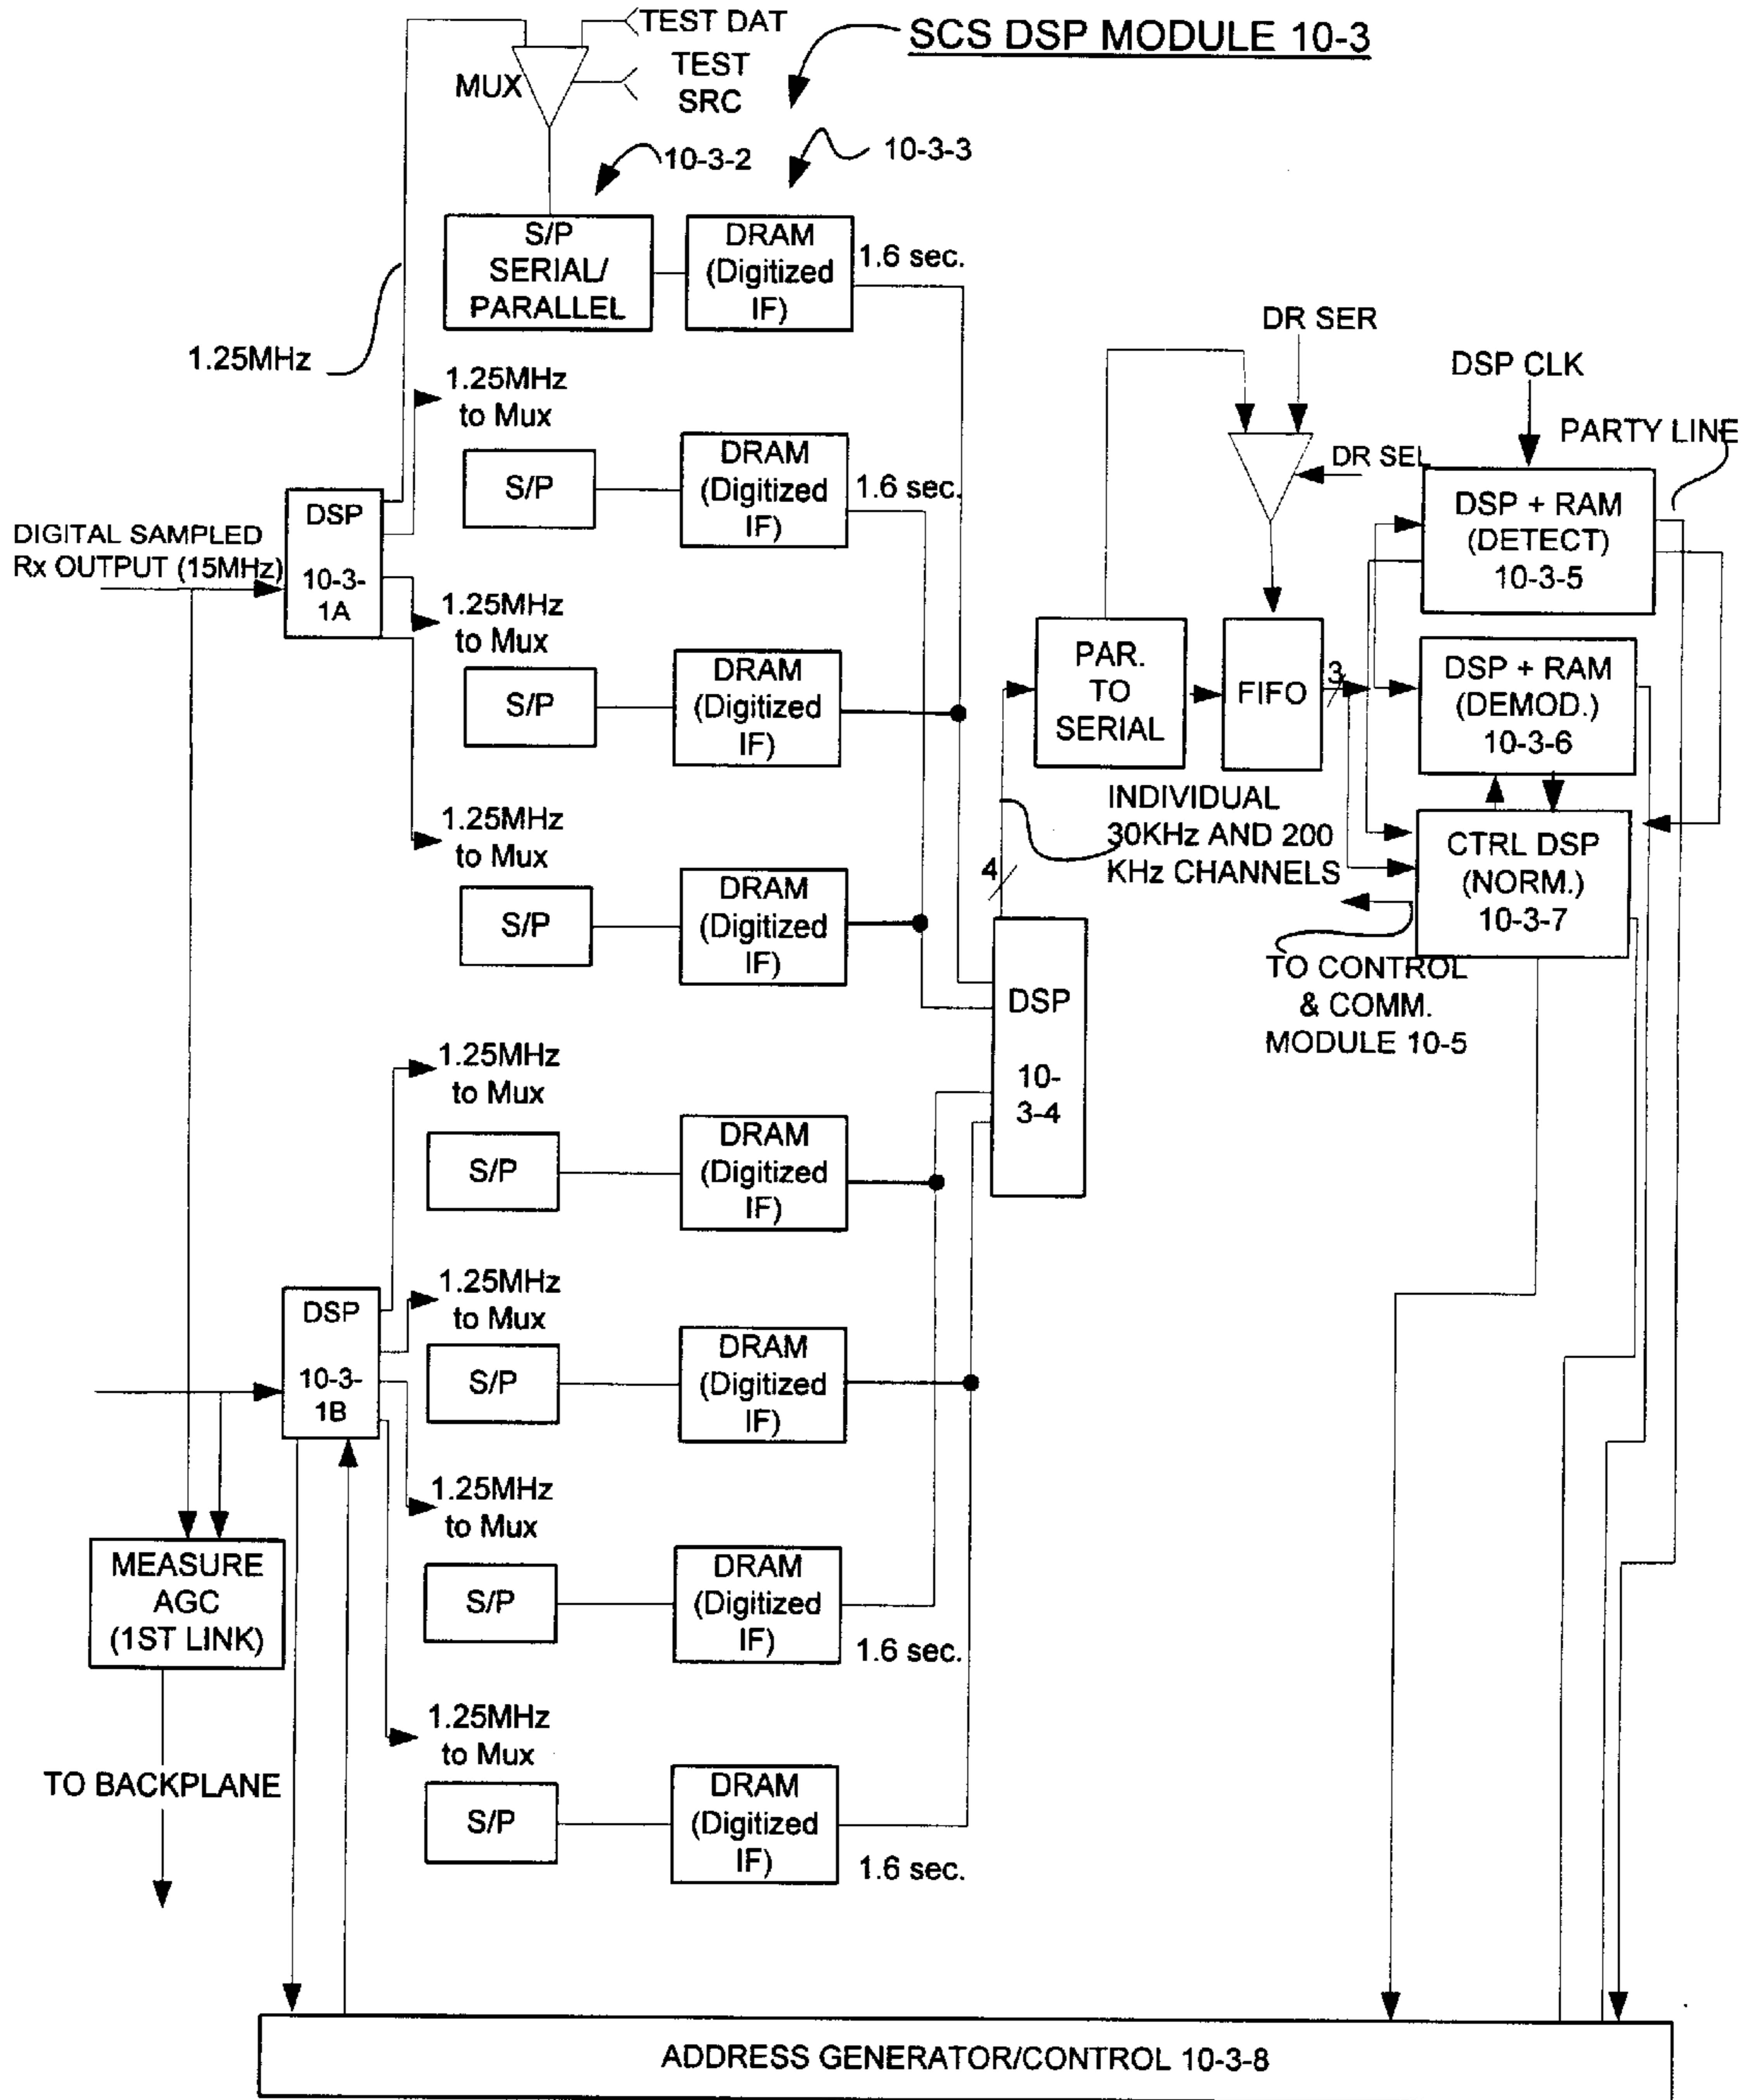 TEST DAT
SCS DSP MODULE 10-3
MUX
TEST
SRC
10-3-2
10-3-3
S/P
SERIAL/
PARALLEL
DRAM
(Digitized
IF)
1.6 sec.
1.25MHz
1.25MHz
to Mux
DR SER
DSP CLK
PARTY LINE
S/P
DRAM
(Digitized
IF)
1.6 sec.
DR SEL
DSP + RAM
(DETECT)
10-3-5
DIGITAL SAMPLED
Rx OUTPUT (15MHz)
DSP
10-3-
1A
1.25MHz
to Mux
S/P
DRAM
(Digitized
IF)
PAR.
TO
SERIAL
FIFO
3
DSP + RAM
(DEMOD.)
10-3-6
1.25MHz
to Mux
S/P
DRAM
(Digitized
IF)
4
INDIVIDUAL
30KHz AND 200
KHz CHANNELS
CTRL DSP
(NORM.)
10-3-7
TO CONTROL
& COMM.
MODULE 10-5
DSP
10-
3-4
1.25MHz
to Mux
S/P
DRAM
(Digitized
IF)
DSP
10-3-
1B
1.25MHz
to Mux
S/P
DRAM
(Digitized
IF)
1.25MHz
to Mux
S/P
DRAM
(Digitized
IF)
1.6 sec.
MEASURE
AGC
(1ST LINK)
1.25MHz
to Mux
S/P
DRAM
(Digitized
IF)
1.6 sec.
TO BACKPLANE
ADDRESS GENERATOR/CONTROL 10-3-8